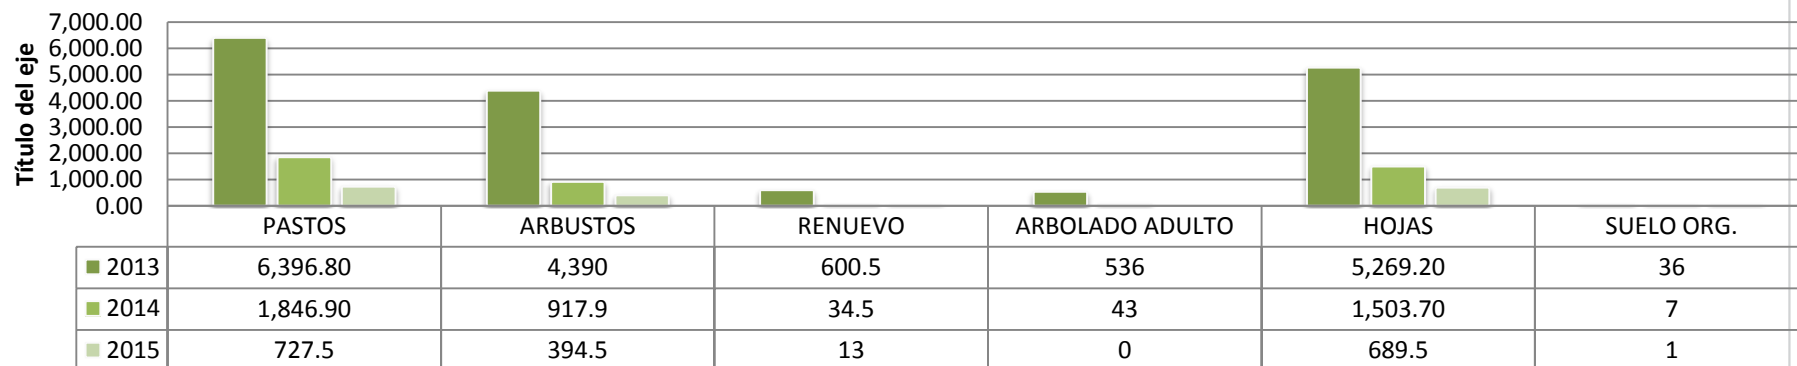 7,000.00
6,000.00
5,000.00
4,000.00
3,000.00
2,000.00
1,000.00
0.00
Título del eje
PASTOS ARBUSTOS RENUEVO ARBOLADO ADULTO HOJAS SUELO ORG.
2013 6,396.80 4,390 600.5 536 5,269.20 36
2014 1,846.90 917.9 34.5 43 1,503.70 7
2015 727.5 394.5 13 0 689.5 1